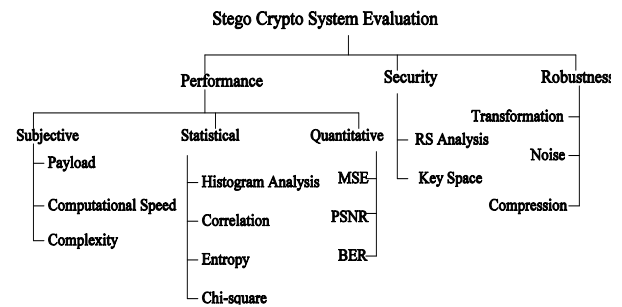 Stego Crypto System Evaluation
Performance
Security
Robustness
Subjective
Payload
Computational Speed
Complexity
Statistical
Histogram Analysis
Correlation
Entropy
Chi-square
Quantitative
MSE
PSNR
BER
RS Analysis
Key Space
Transformation
Noise
Compression